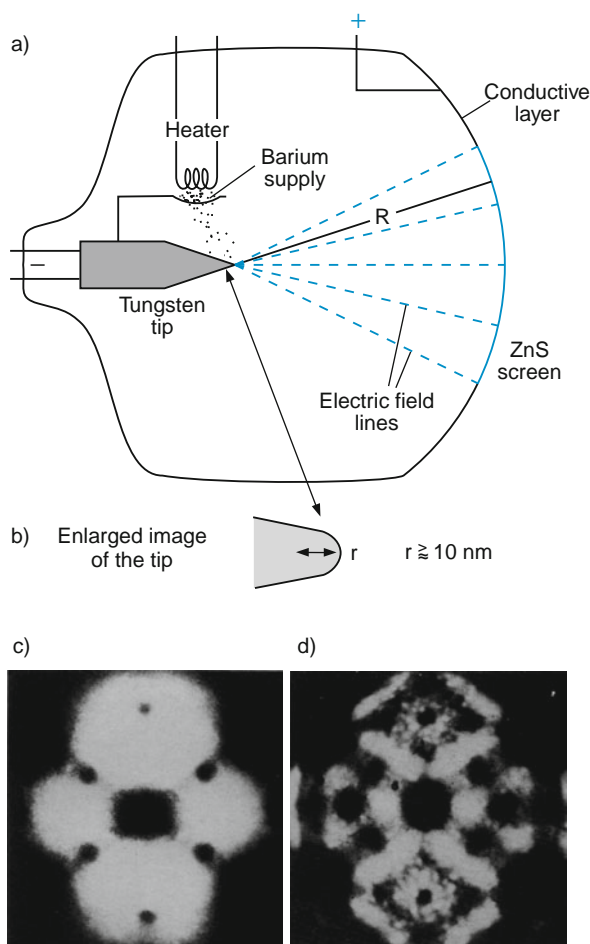 a)
+
Conductive
layer
Heater
Barium
supply
R
−
Tungsten
tip
ZnS
screen
Electric field
lines
b)
Enlarged image
of the tip
r
r ⪆ 10 nm
c)
d)